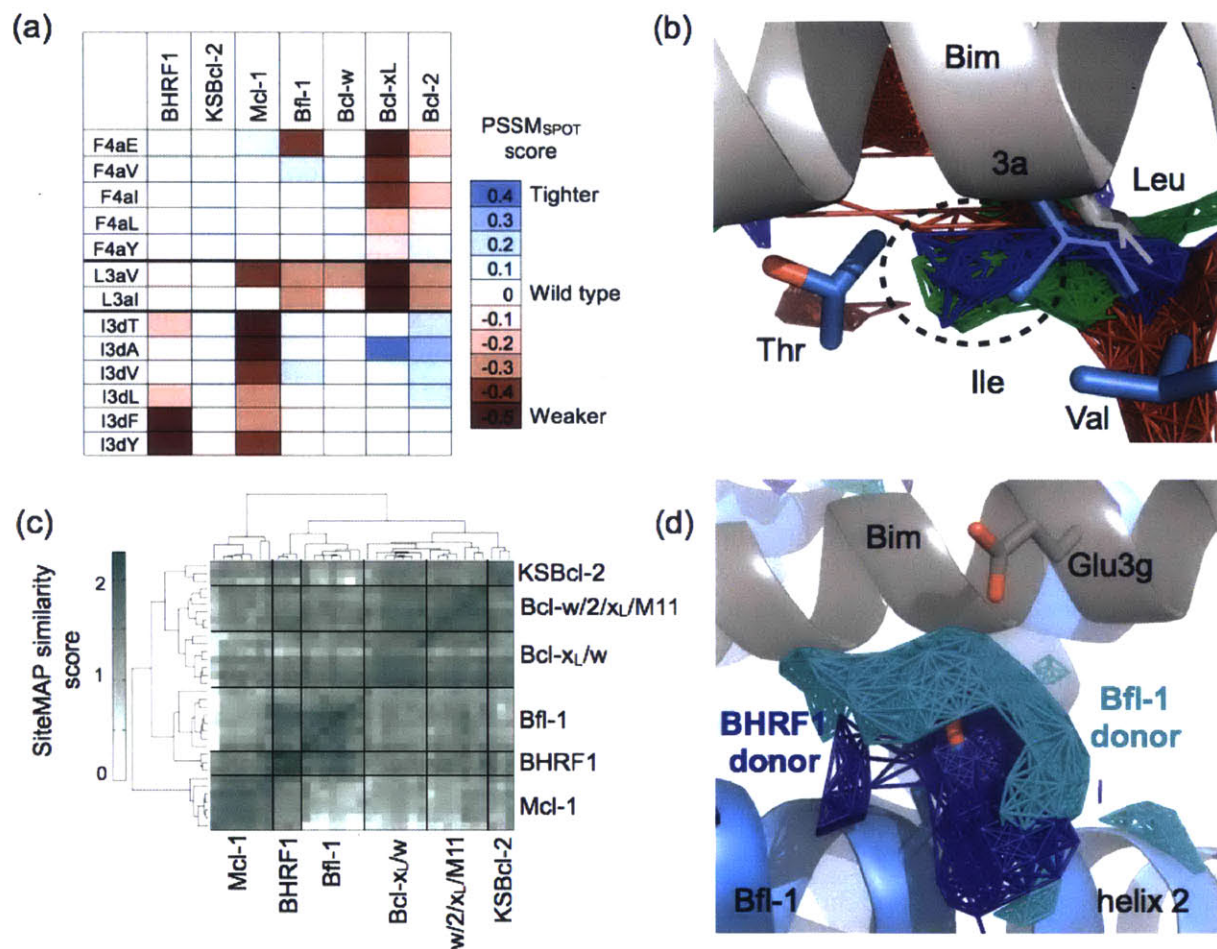 (a)
BHRF1
KSBcl-2
Mcl-1
Bfl-1
Bcl-w
Bcl-xL
Bcl-2
F4aE
F4aV
F4aI
F4aL
F4aY
L3aV
L3aI
I3dT
I3dA
I3dV
I3dL
I3dF
I3dY
PSSMSPOT
score
0.4 Tighter
0.3
0.2
0.1
0 Wild type
-0.1
-0.2
-0.3
-0.4
-0.5 Weaker
(b)
Bim
3a
Leu
Thr
Ile
Val
(c)
SiteMAP similarity
score
2
1
0
KSBcl-2
Bcl-w/2/xL/M11
Bcl-xL/w
Bfl-1
BHRF1
Mcl-1
Mcl-1
BHRF1
Bfl-1
Bcl-xL/w
w/2/xL/M11
KSBcl-2
(d)
Bim
Glu3g
BHRF1
donor
Bfl-1
donor
Bfl-1
helix 2